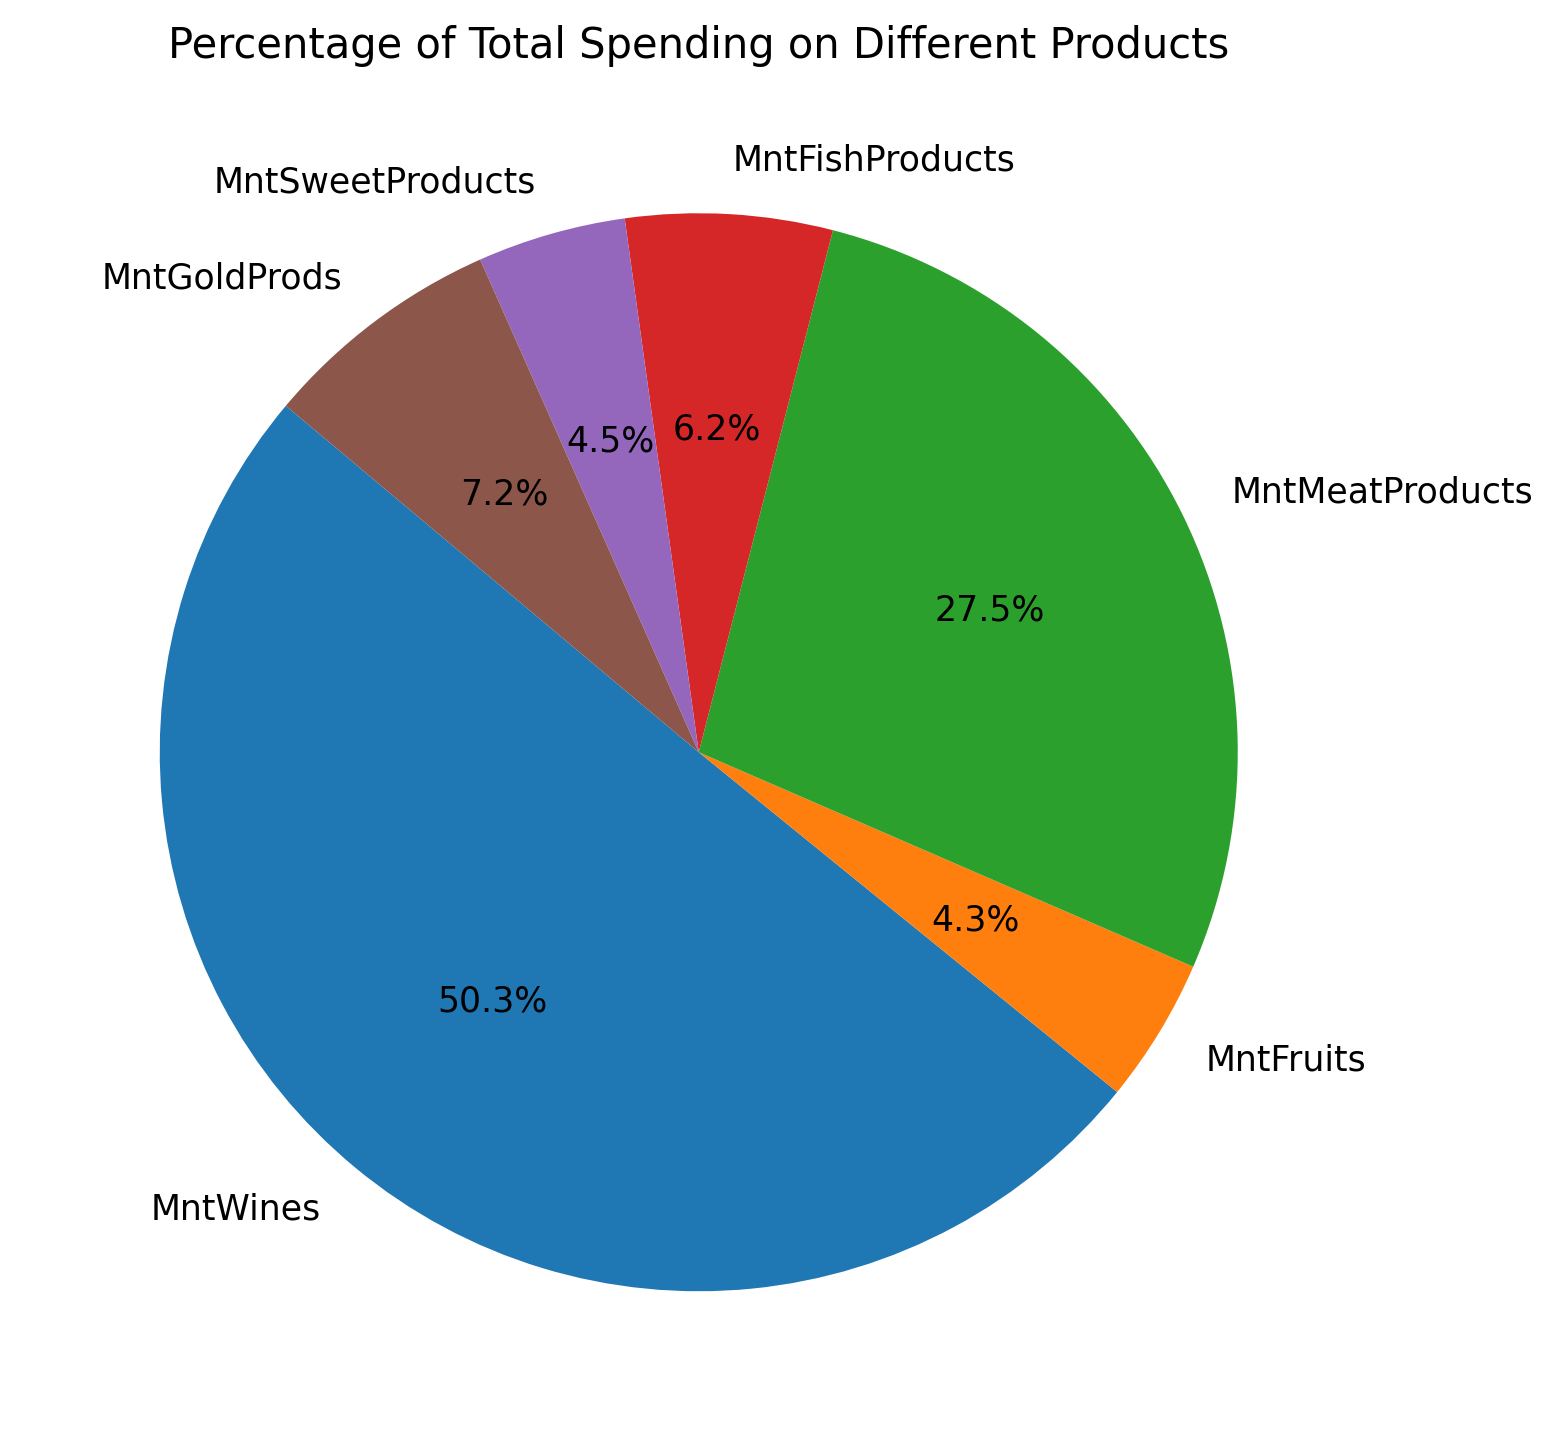 Percentage of Total Spending on Different Products
MntFishProducts
MntSweetProducts
MntGoldProds
6.2%
4.5%
7.2%
MntMeatProducts
27.5%
4.3%
50.3%
MntFruits
MntWines